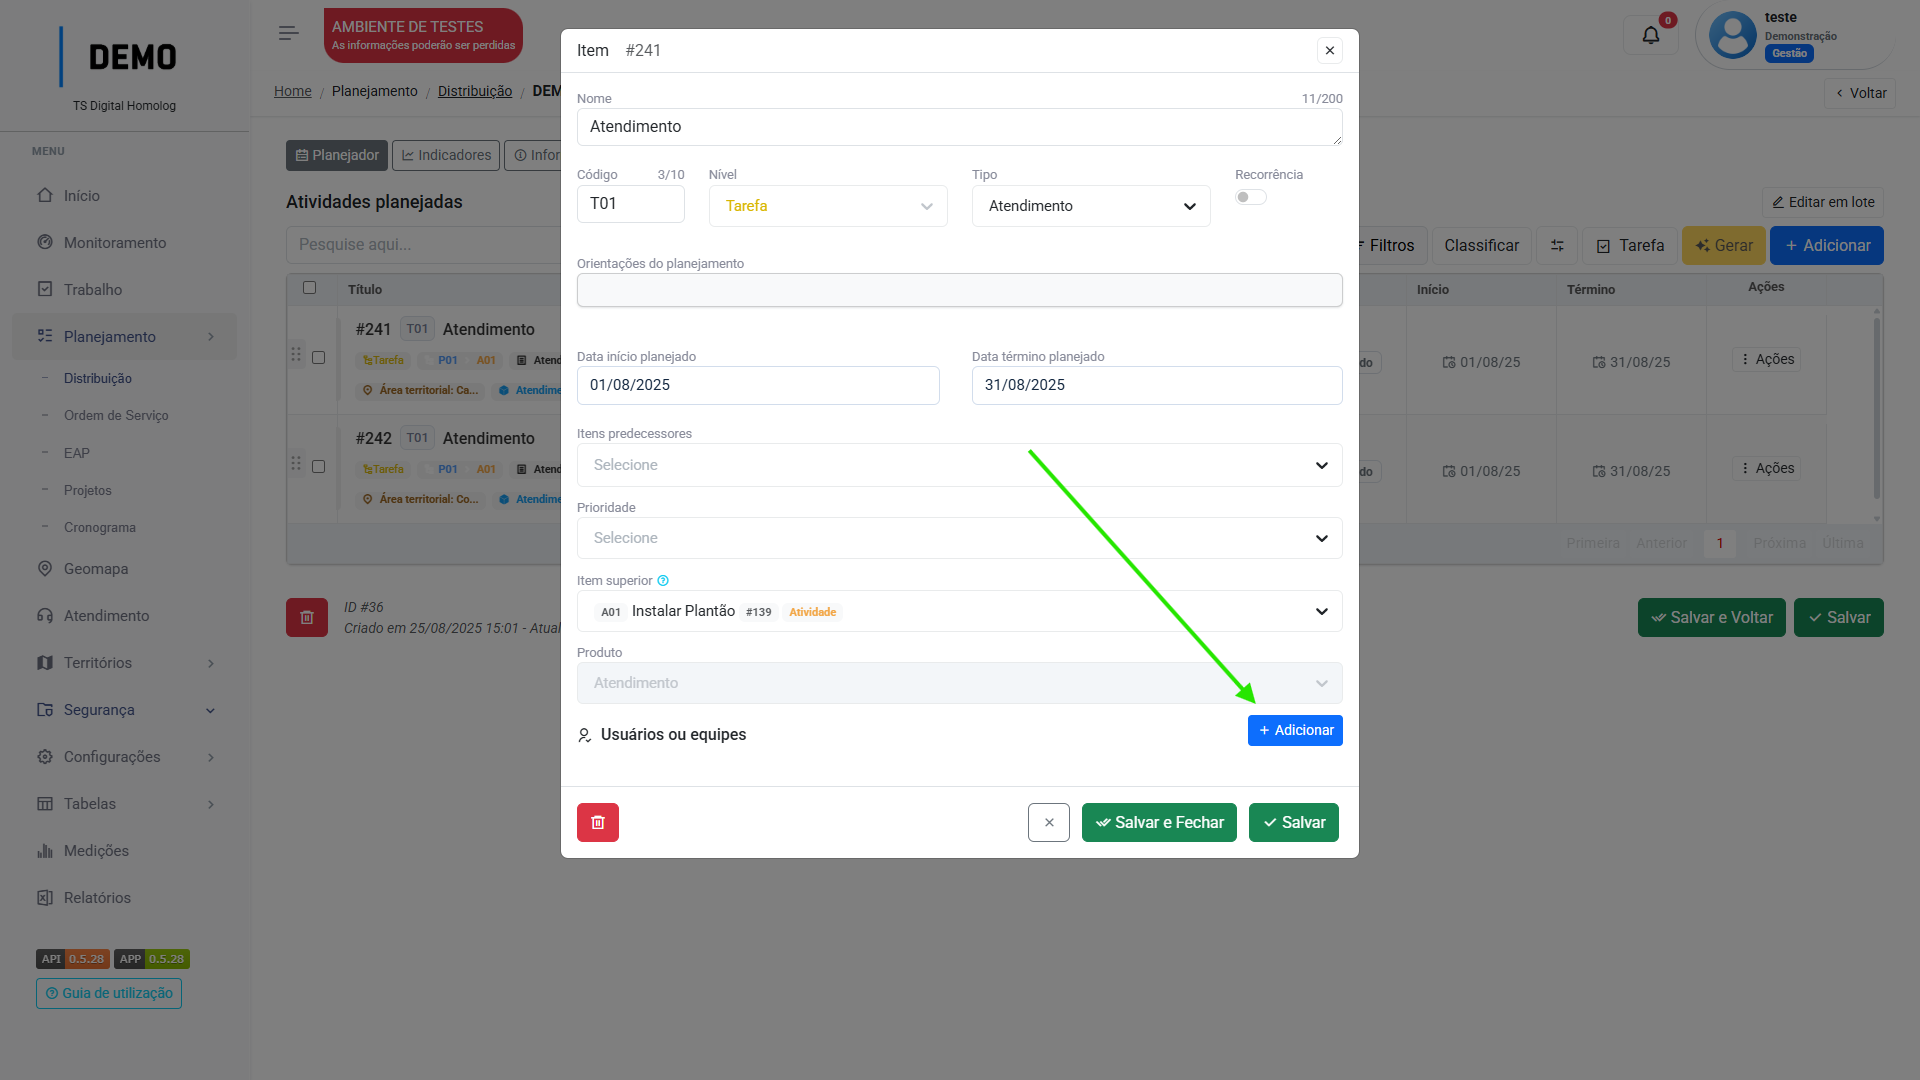 DEMO
TS Digital Homolog
MENU
Início
Monitoramento
Trabalho
Planejamento
Distribuição
Ordem de Serviço
EAP
Projetos
Cronograma
Geomapa
Atendimento
Territórios
Segurança
Configurações
Tabelas
Medições
Relatórios
API 0.5.28 APP 0.5.28
Guia de utilização
AMBIENTE DE TESTES
As informações poderão ser perdidas
0
teste
Demonstração
Gestão
Home / Planejamento / Distribuição / DEM
Voltar
Planejador Indicadores Infor
Atividades planejadas
Editar em lote
Pesquise aqui...
Filtros Classificar Tarefa Gerar + Adicionar
Título Início Término Ações
#241 T01 Atendimento
Tarefa P01 A01 Atend
Área territorial: Ca... Atendime
do 01/08/25 31/08/25 Ações
#242 T01 Atendimento
Tarefa P01 A01 Atend
Área territorial: Co... Atendime
do 01/08/25 31/08/25 Ações
Primeira Anterior 1 Próxima Última
ID #36
Criado em 25/08/2025 15:01 - Atual
Salvar e Voltar Salvar
Item #241
Nome 11/200
Atendimento
Código 3/10 Nível Tipo Recorrência
T01 Tarefa Atendimento
Orientações do planejamento
Data início planejado Data término planejado
01/08/2025 31/08/2025
Itens predecessores
Selecione
Prioridade
Selecione
Item superior
A01 Instalar Plantão #139 Atividade
Produto
Atendimento
Usuários ou equipes + Adicionar
Salvar e Fechar Salvar